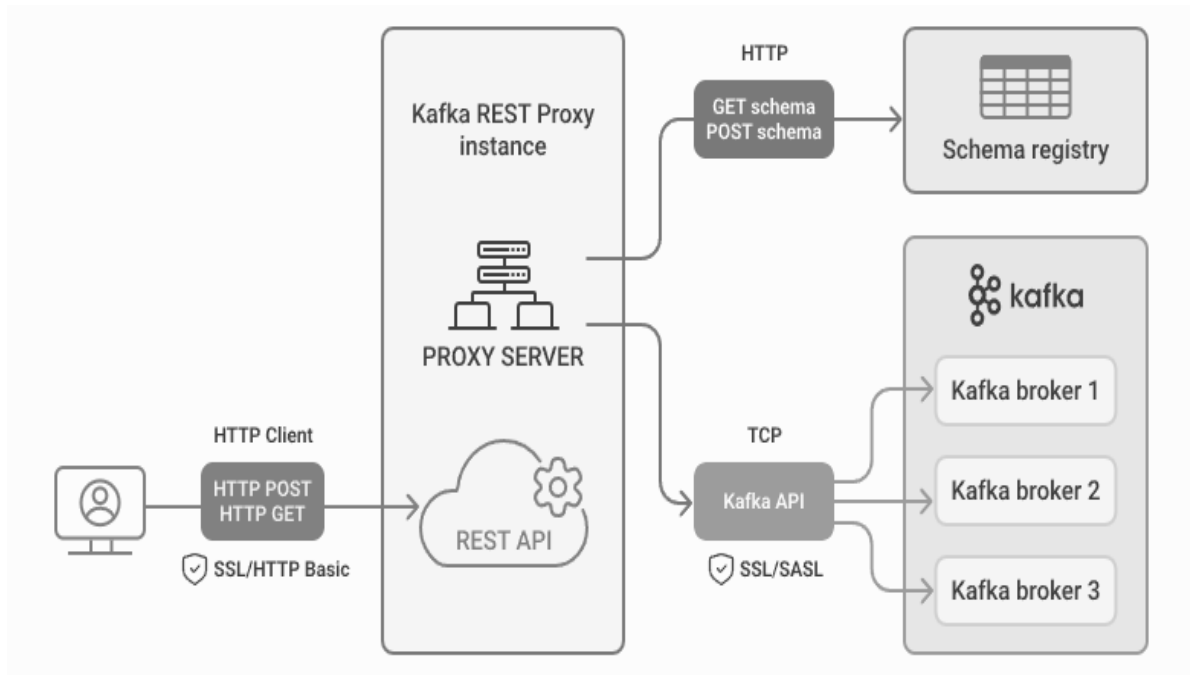 Kafka REST Proxy
instance
PROXY SERVER
HTTP Client
HTTP POST
HTTP GET
SSL/HTTP Basic
REST API
HTTP
GET schema
POST schema
Schema registry
TCP
Kafka API
SSL/SASL
kafka
Kafka broker 1
Kafka broker 2
Kafka broker 3